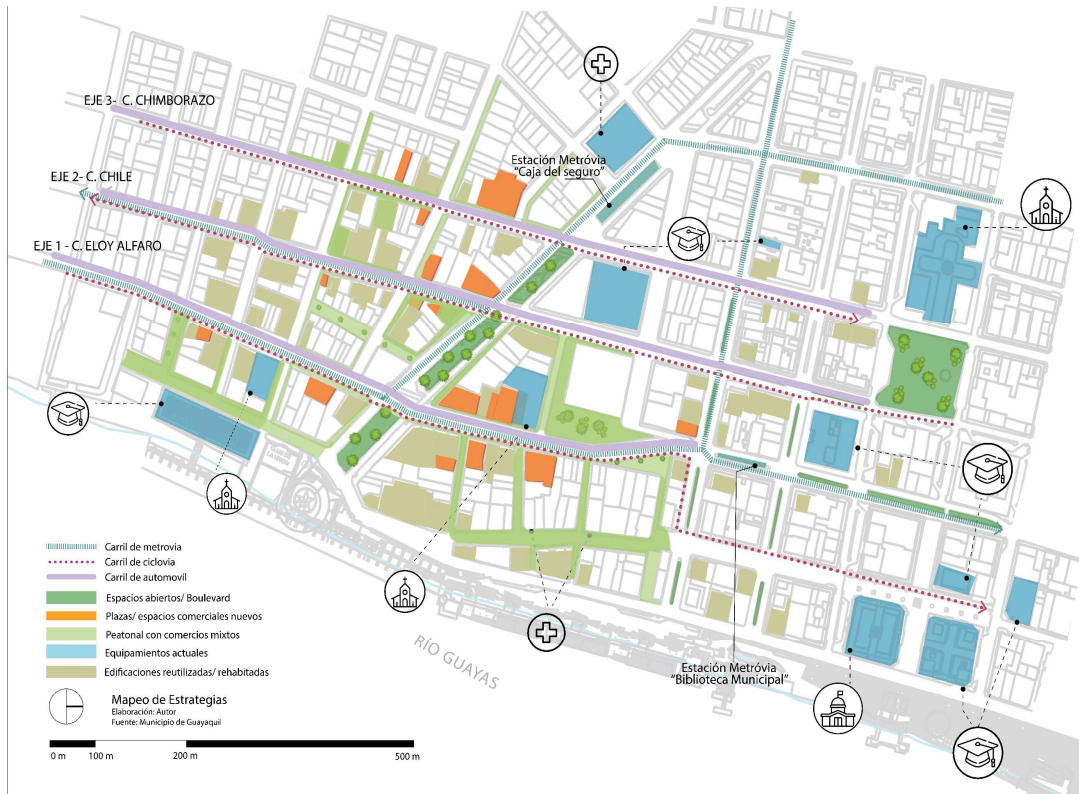 EJE 3- C. CHIMBORAZO
Estación Metróvia
"Caja del seguro"
EJE 2- C. CHILE
EJE 1 - C. ELOY ALFARO
Carril de metrovia
Carril de ciclovia
Carril de automovil
Espacios abiertos/ Boulevard
Plazas/ espacios comerciales nuevos
Peatonal con comercios mixtos
Equipamientos actuales
Edificaciones reutilizadas/ rehabitadas
RÍO GUAYAS
Estación Metróvia
"Biblioteca Municipal"
Mapeo de Estrategias
Elaboración: Autor
Fuente: Municipio de Guayaquil
0 m 100 m 200 m 500 m